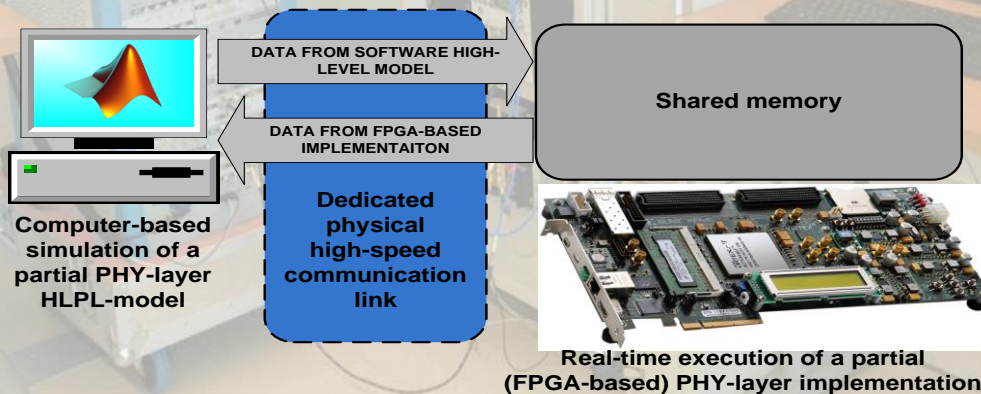 DATA FROM SOFTWARE HIGH-
LEVEL MODEL
Shared memory
DATA FROM FPGA-BASED
IMPLEMENTAITON
Computer-based
simulation of a
partial PHY-layer
HLPL-model
Dedicated
physical
high-speed
communication
link
Real-time execution of a partial
(FPGA-based) PHY-layer implementation